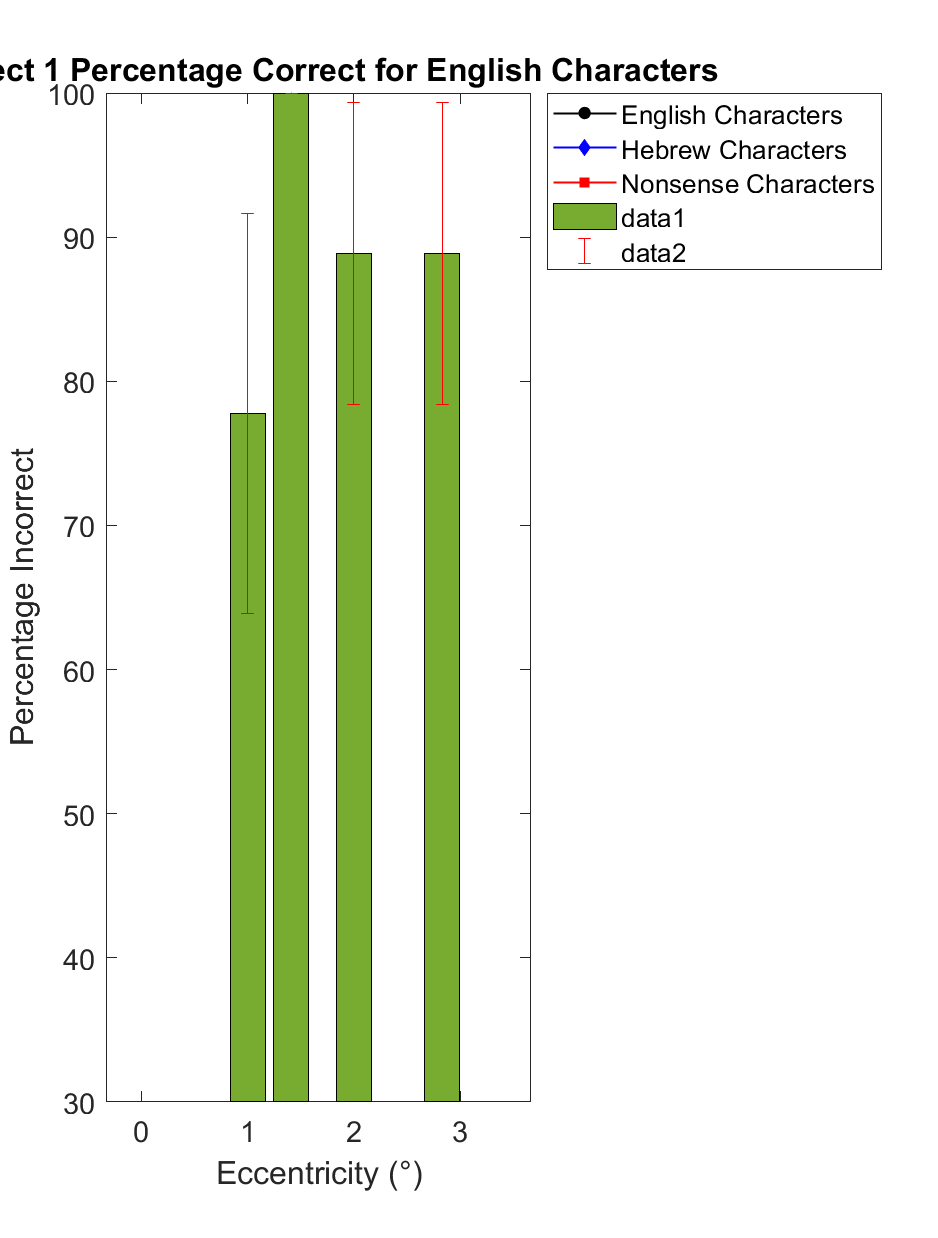 ect 1 Percentage Correct for English Characters
English Characters
Hebrew Characters
Nonsense Characters
data1
data2
100
90
80
70
60
50
40
30
Percentage Incorrect
0 1 2 3
Eccentricity (°)